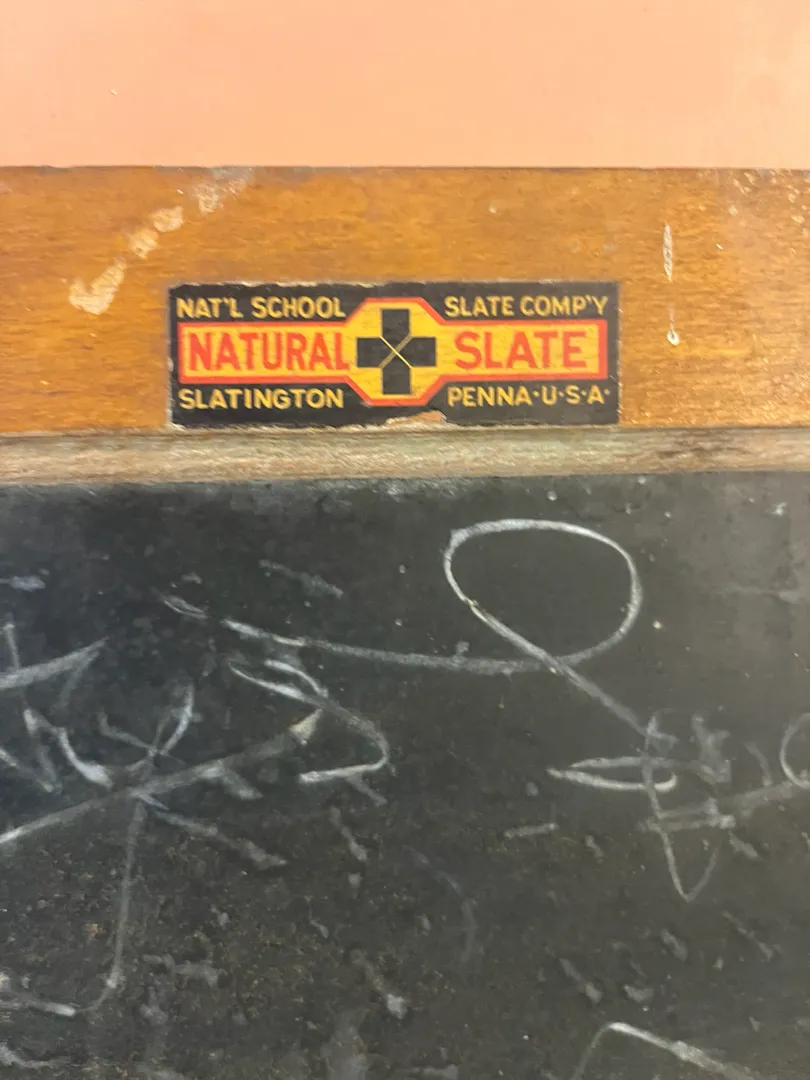 NAT'L SCHOOL SLATE COMP'Y
NATURAL SLATE
SLATINGTON PENNA·U·S·A·